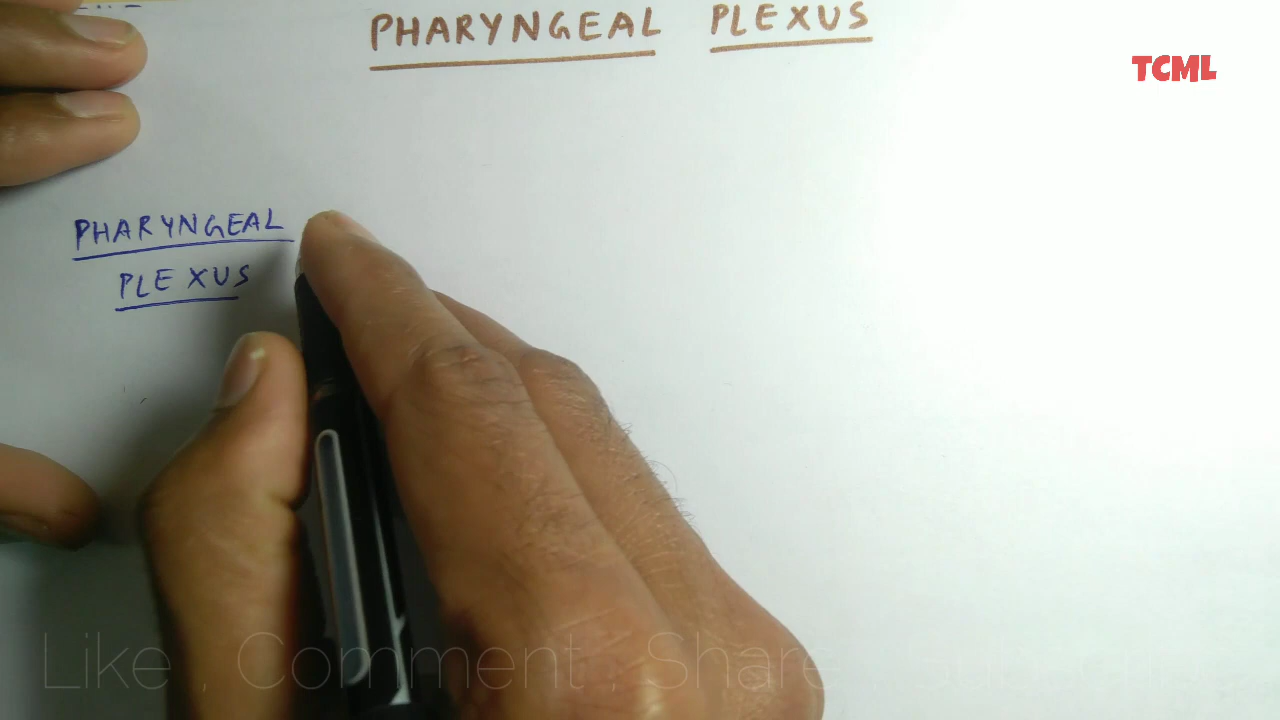 PHARYNGEAL PLEXUS
TCML
PHARYNGEAL
PLEXUS
Like , Comment , Share ,